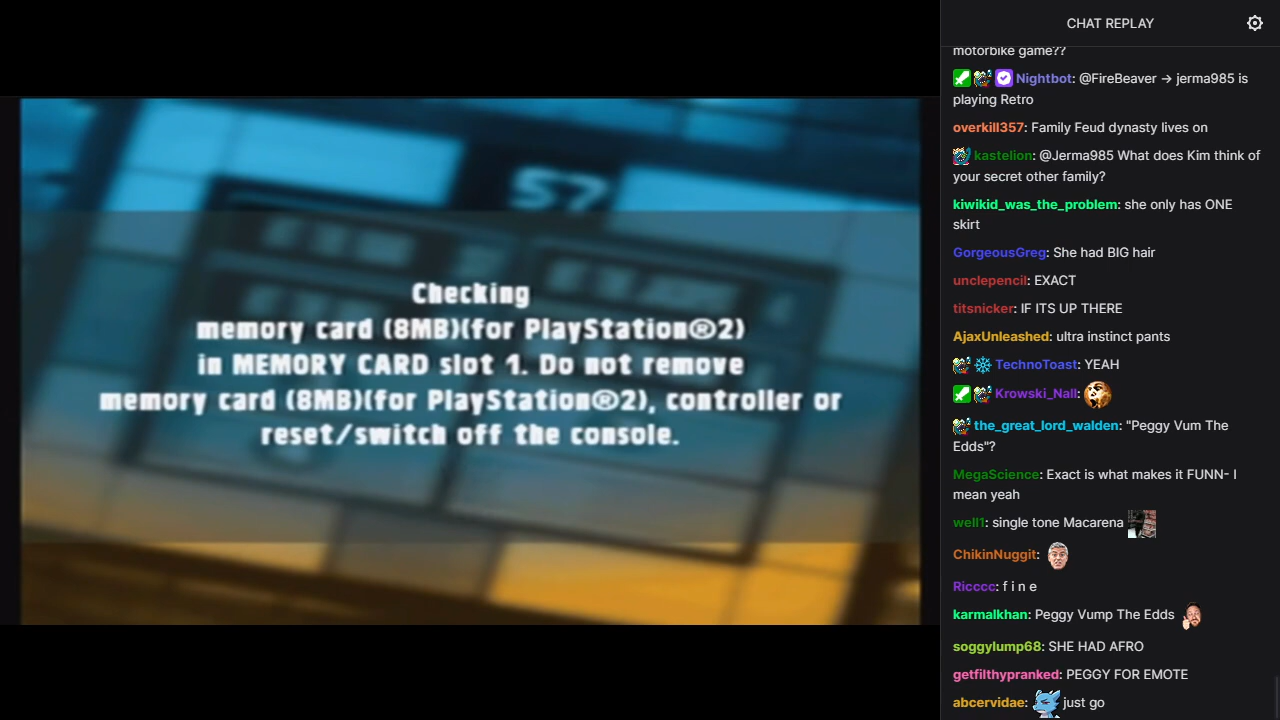 57
Checking
memory card (8MB)(for PlayStation®2)
in MEMORY CARD slot 1. Do not remove
memory card (8MB)(for PlayStation®2), controller or
reset/switch off the console.
CHAT REPLAY
motorbike game??
Nightbot: @FireBeaver -> jerma985 is
playing Retro
overkill357: Family Feud dynasty lives on
kastelion: @Jerma985 What does Kim think of
your secret other family?
kiwikid_was_the_problem: she only has ONE
skirt
GorgeousGreg: She had BIG hair
unclepencil: EXACT
titsnicker: IF ITS UP THERE
AjaxUnleashed: ultra instinct pants
TechnoToast: YEAH
Krowski_Nall:
the_great_lord_walden: "Peggy Vum The
Edds"?
MegaScience: Exact is what makes it FUNN- I
mean yeah
well1: single tone Macarena
ChikinNuggit:
Ricccc: f i n e
karmalkhan: Peggy Vump The Edds
soggylump68: SHE HAD AFRO
getfilthypranked: PEGGY FOR EMOTE
abcervidae: just go